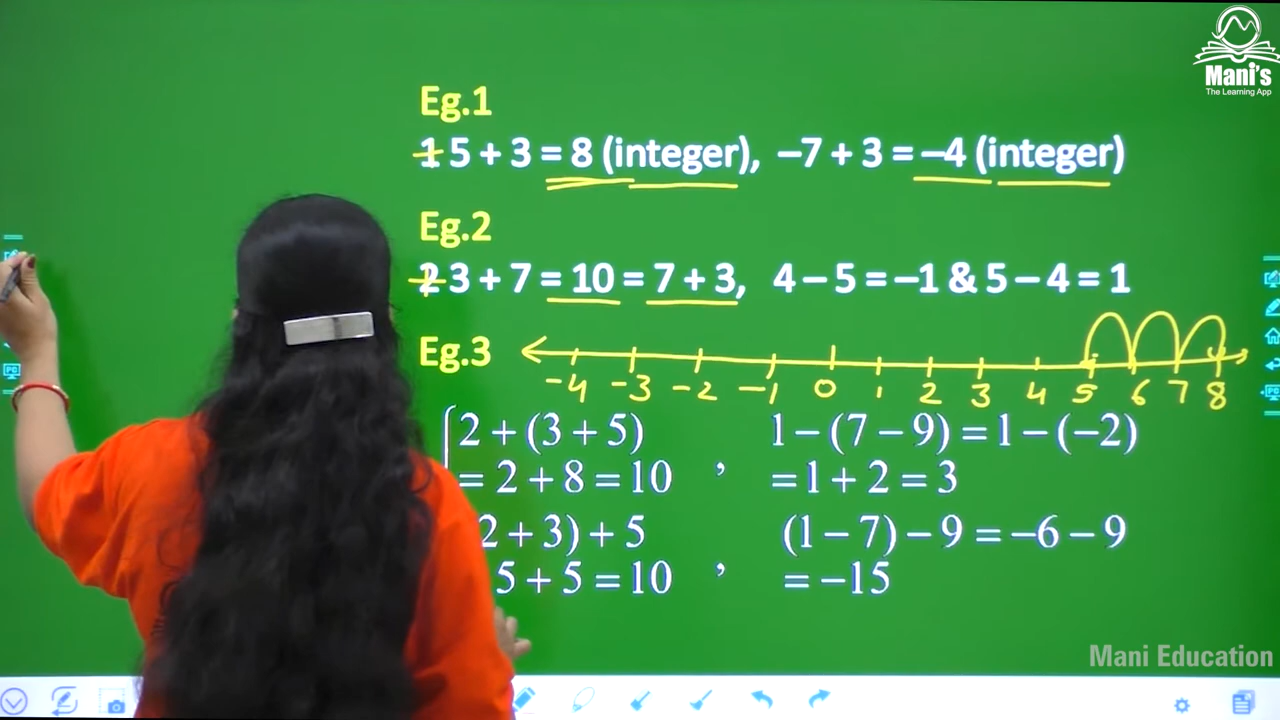 Mani's
The Learning App
Eg.1
1 5 + 3 = 8 (integer), −7 + 3 = −4 (integer)
Eg.2
2 3 + 7 = 10 = 7 + 3, 4 − 5 = −1 & 5 − 4 = 1
Eg.3
-4 -3 -2 -1 0 1 2 3 4 5 6 7 8
2 + (3 + 5) 1 − (7 − 9) = 1 − (−2)
= 2 + 8 = 10 , = 1 + 2 = 3
2 + 3) + 5 (1 − 7) − 9 = −6 − 9
5 + 5 = 10 , = −15
Mani Education